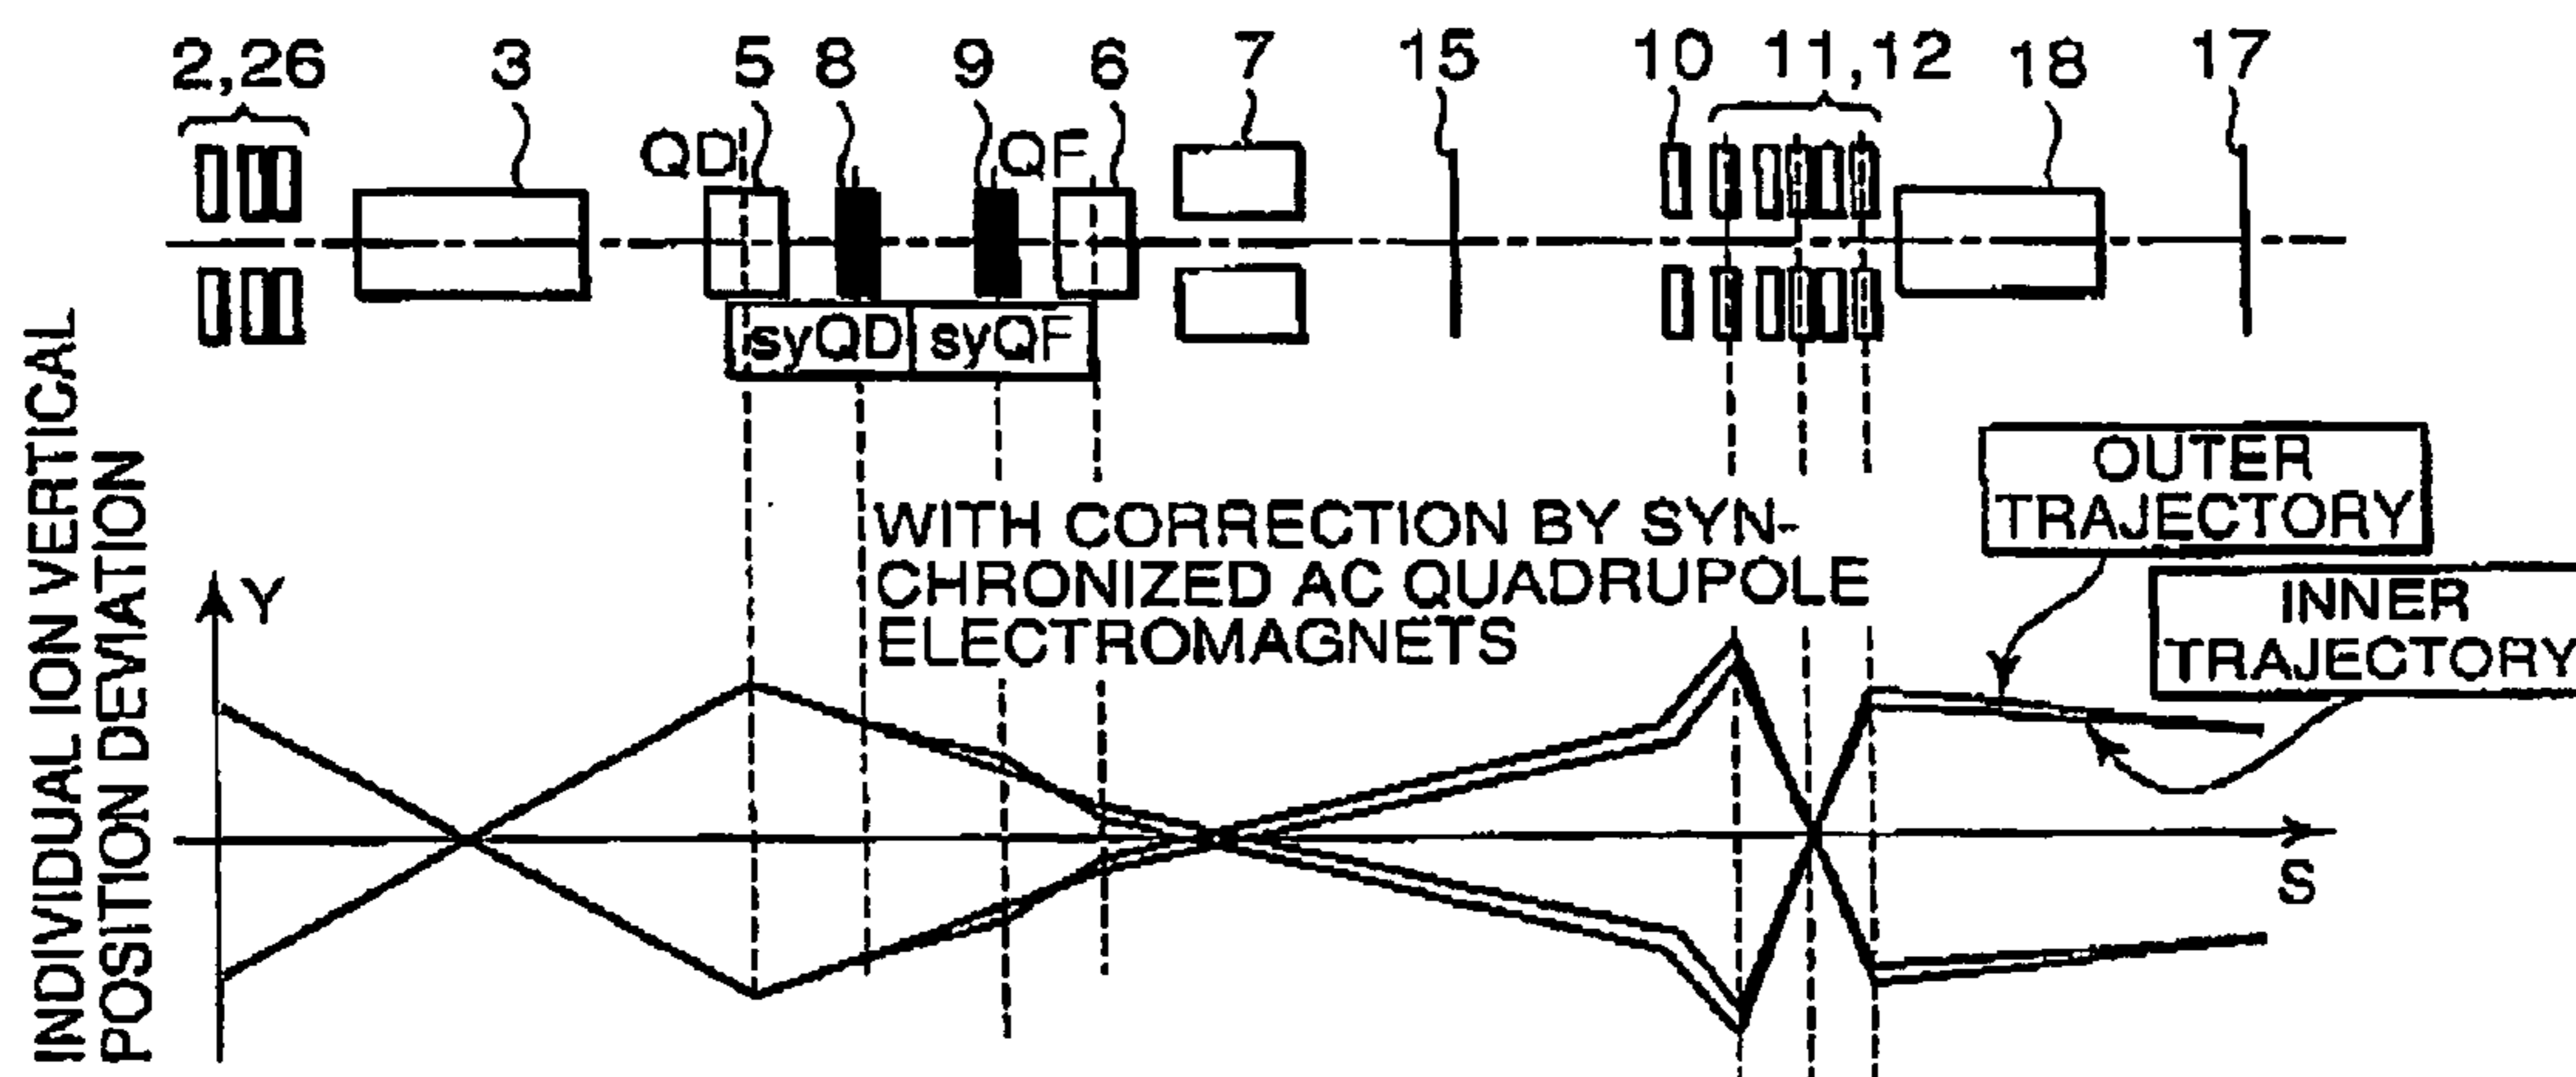 2,26 3 5 8 9 6 7 15 10 11,12 18 17
QD QF
syQD syQF
INDIVIDUAL ION VERTICAL
POSITION DEVIATION
OUTER
TRAJECTORY
WITH CORRECTION BY SYN-
CHRONIZED AC QUADRUPOLE
ELECTROMAGNETS
INNER
TRAJECTORY
Y
S